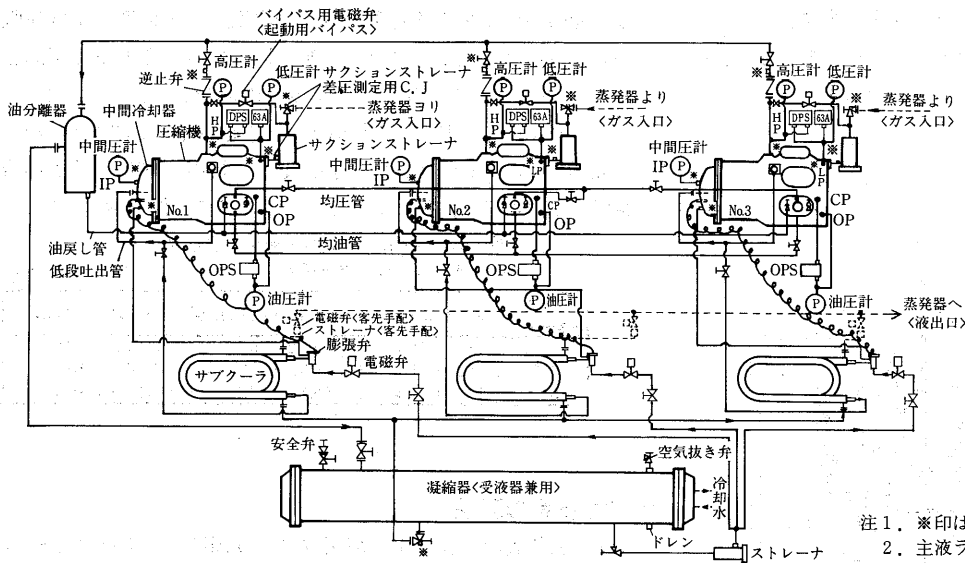 バイパス用電磁弁
<起動用バイパス>
高圧計
低圧計
サクションストレーナ
差圧測定用C.J
逆止弁
中間冷却器
油分離器
圧縮機
蒸発器ヨリ
<ガス入口>
サクションストレーナ
中間圧計
IP
HP
DPS
63A
No.1
CP
OP
油戻し管
低段吐出管
均圧管
均油管
OPS
油圧計
高圧計
低圧計
蒸発器より
<ガス入口>
中間圧計
IP
HP
DPS
63A
LP
No.2
CP
OP
OPS
油圧計
高圧計
低圧計
蒸発器より
<ガス入口>
中間圧計
IP
HP
DPS
63A
LP
No.3
CP
OP
OPS
油圧計
電磁弁<客先手配>
ストレーナ<客先手配>
膨張弁
電磁弁
サブクーラ
蒸発器へ
<液出口>
安全弁
空気抜き弁
凝縮器<受液器兼用>
冷却水
ドレン
ストレーナ
注1. ※印は
2. 主液ラ